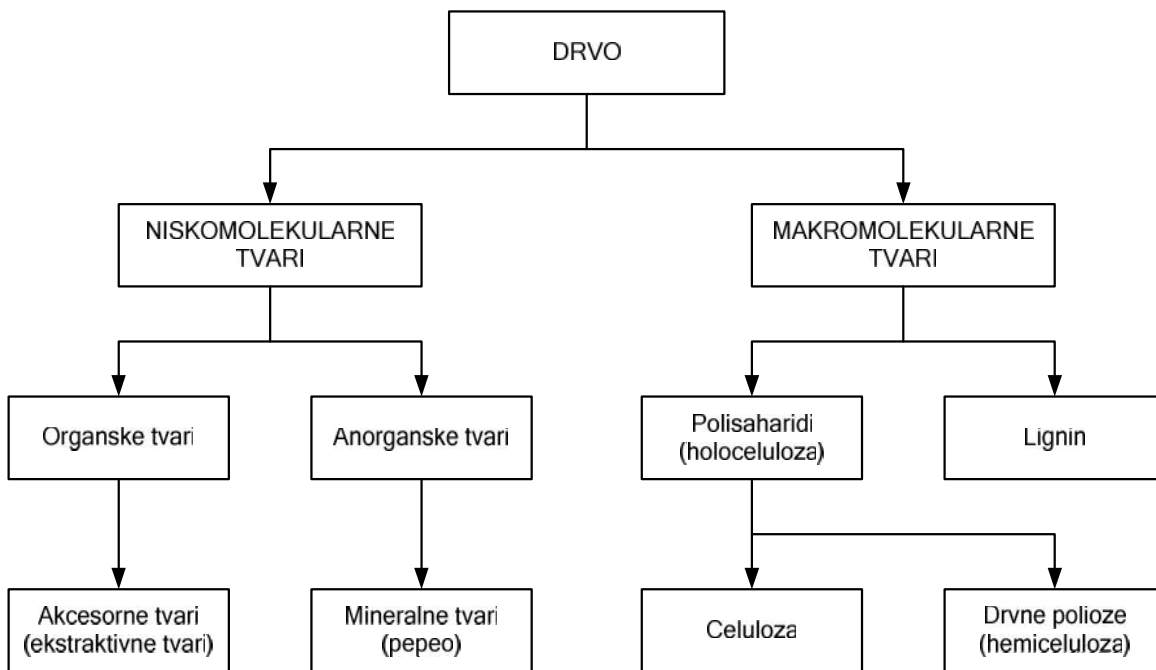 DRVO
NISKOMOLEKULARNE
TVARI
MAKROMOLEKULARNE
TVARI
Organske tvari
Anorganske tvari
Polisaharidi
(holoceluloza)
Lignin
Akcesorne tvari
(ekstraktivne tvari)
Mineralne tvari
(pepeo)
Celuloza
Drvne polioze
(hemiceluloza)